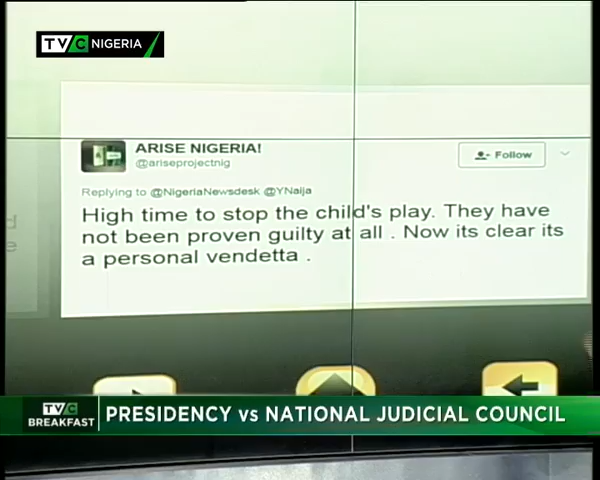 TVC NIGERIA
ARISE NIGERIA!
@ariseprojectnig
Follow
Replying to @NigeriaNewsdesk @YNaija
High time to stop the child's play. They have
not been proven guilty at all . Now its clear its
a personal vendetta .
TVC
BREAKFAST
PRESIDENCY vs NATIONAL JUDICIAL COUNCIL